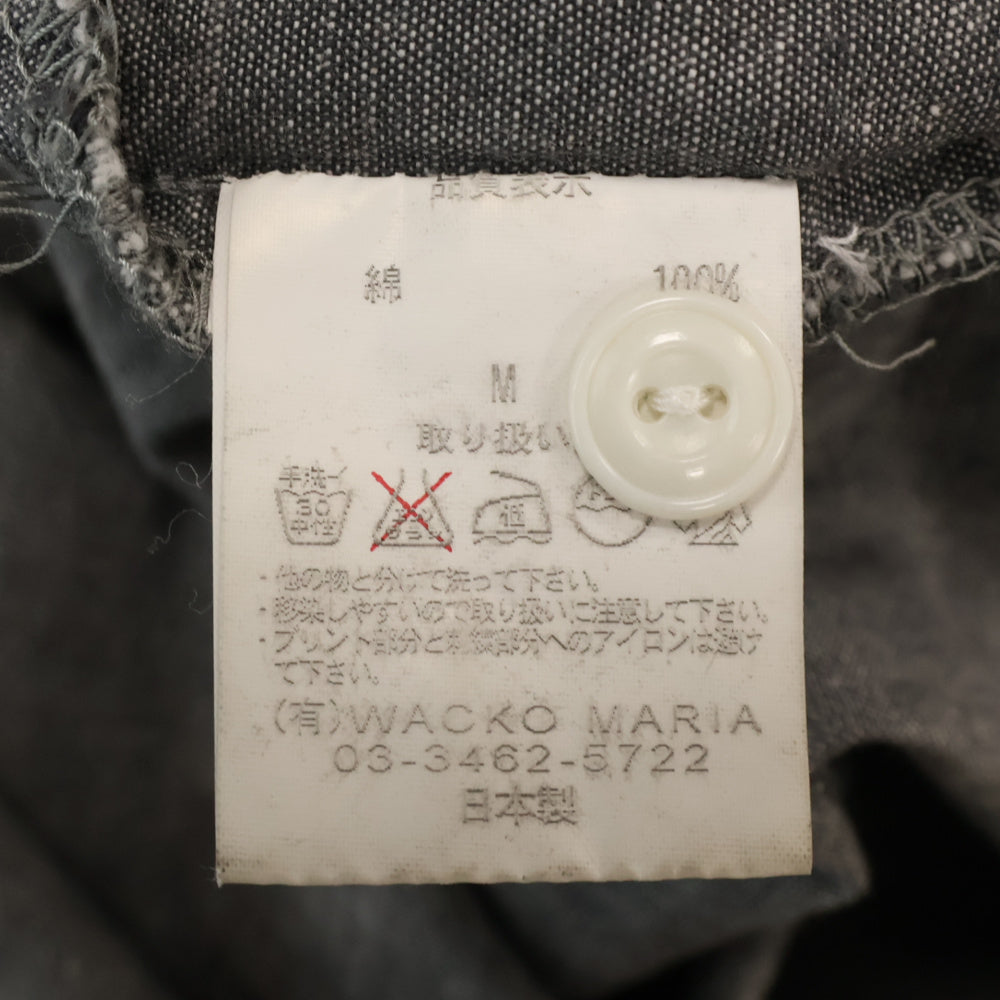 品質表示
綿 100%
M
取り扱い
手洗イ
30
中性
低
・他の物と分けて洗って下さい。
・移染しやすいので取り扱いに注意して下さい。
・プリント部分と刺繍部分へのアイロンは避け
て下さい。
(有)WACKO MARIA
03-3462-5722
日本製